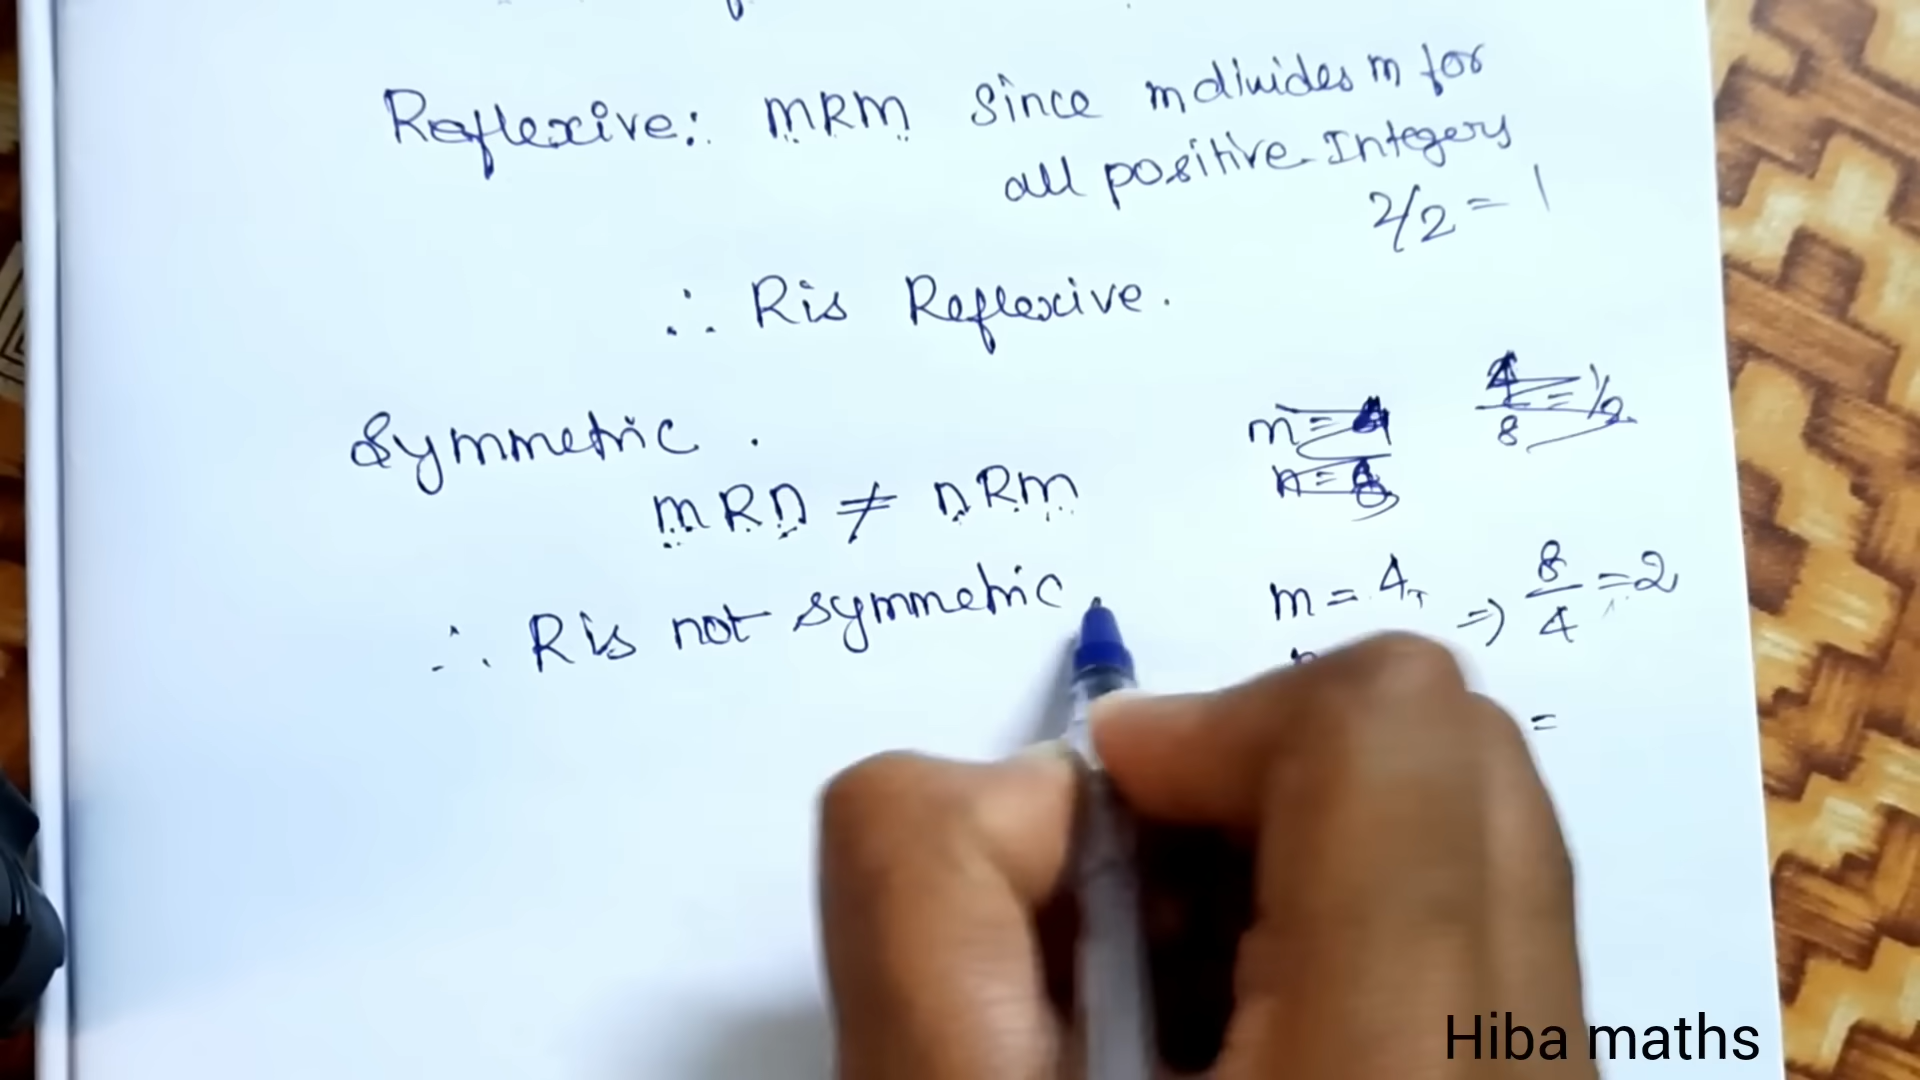 Reflexive: mRm Since m divides m for
all positive Integers
2/2 = 1
∴ R is Reflexive.
Symmetric.
mRn ≠ nRm
∴ R is not symmetric
m = 4, ⇒ 8/4 = 2
=
Hiba maths